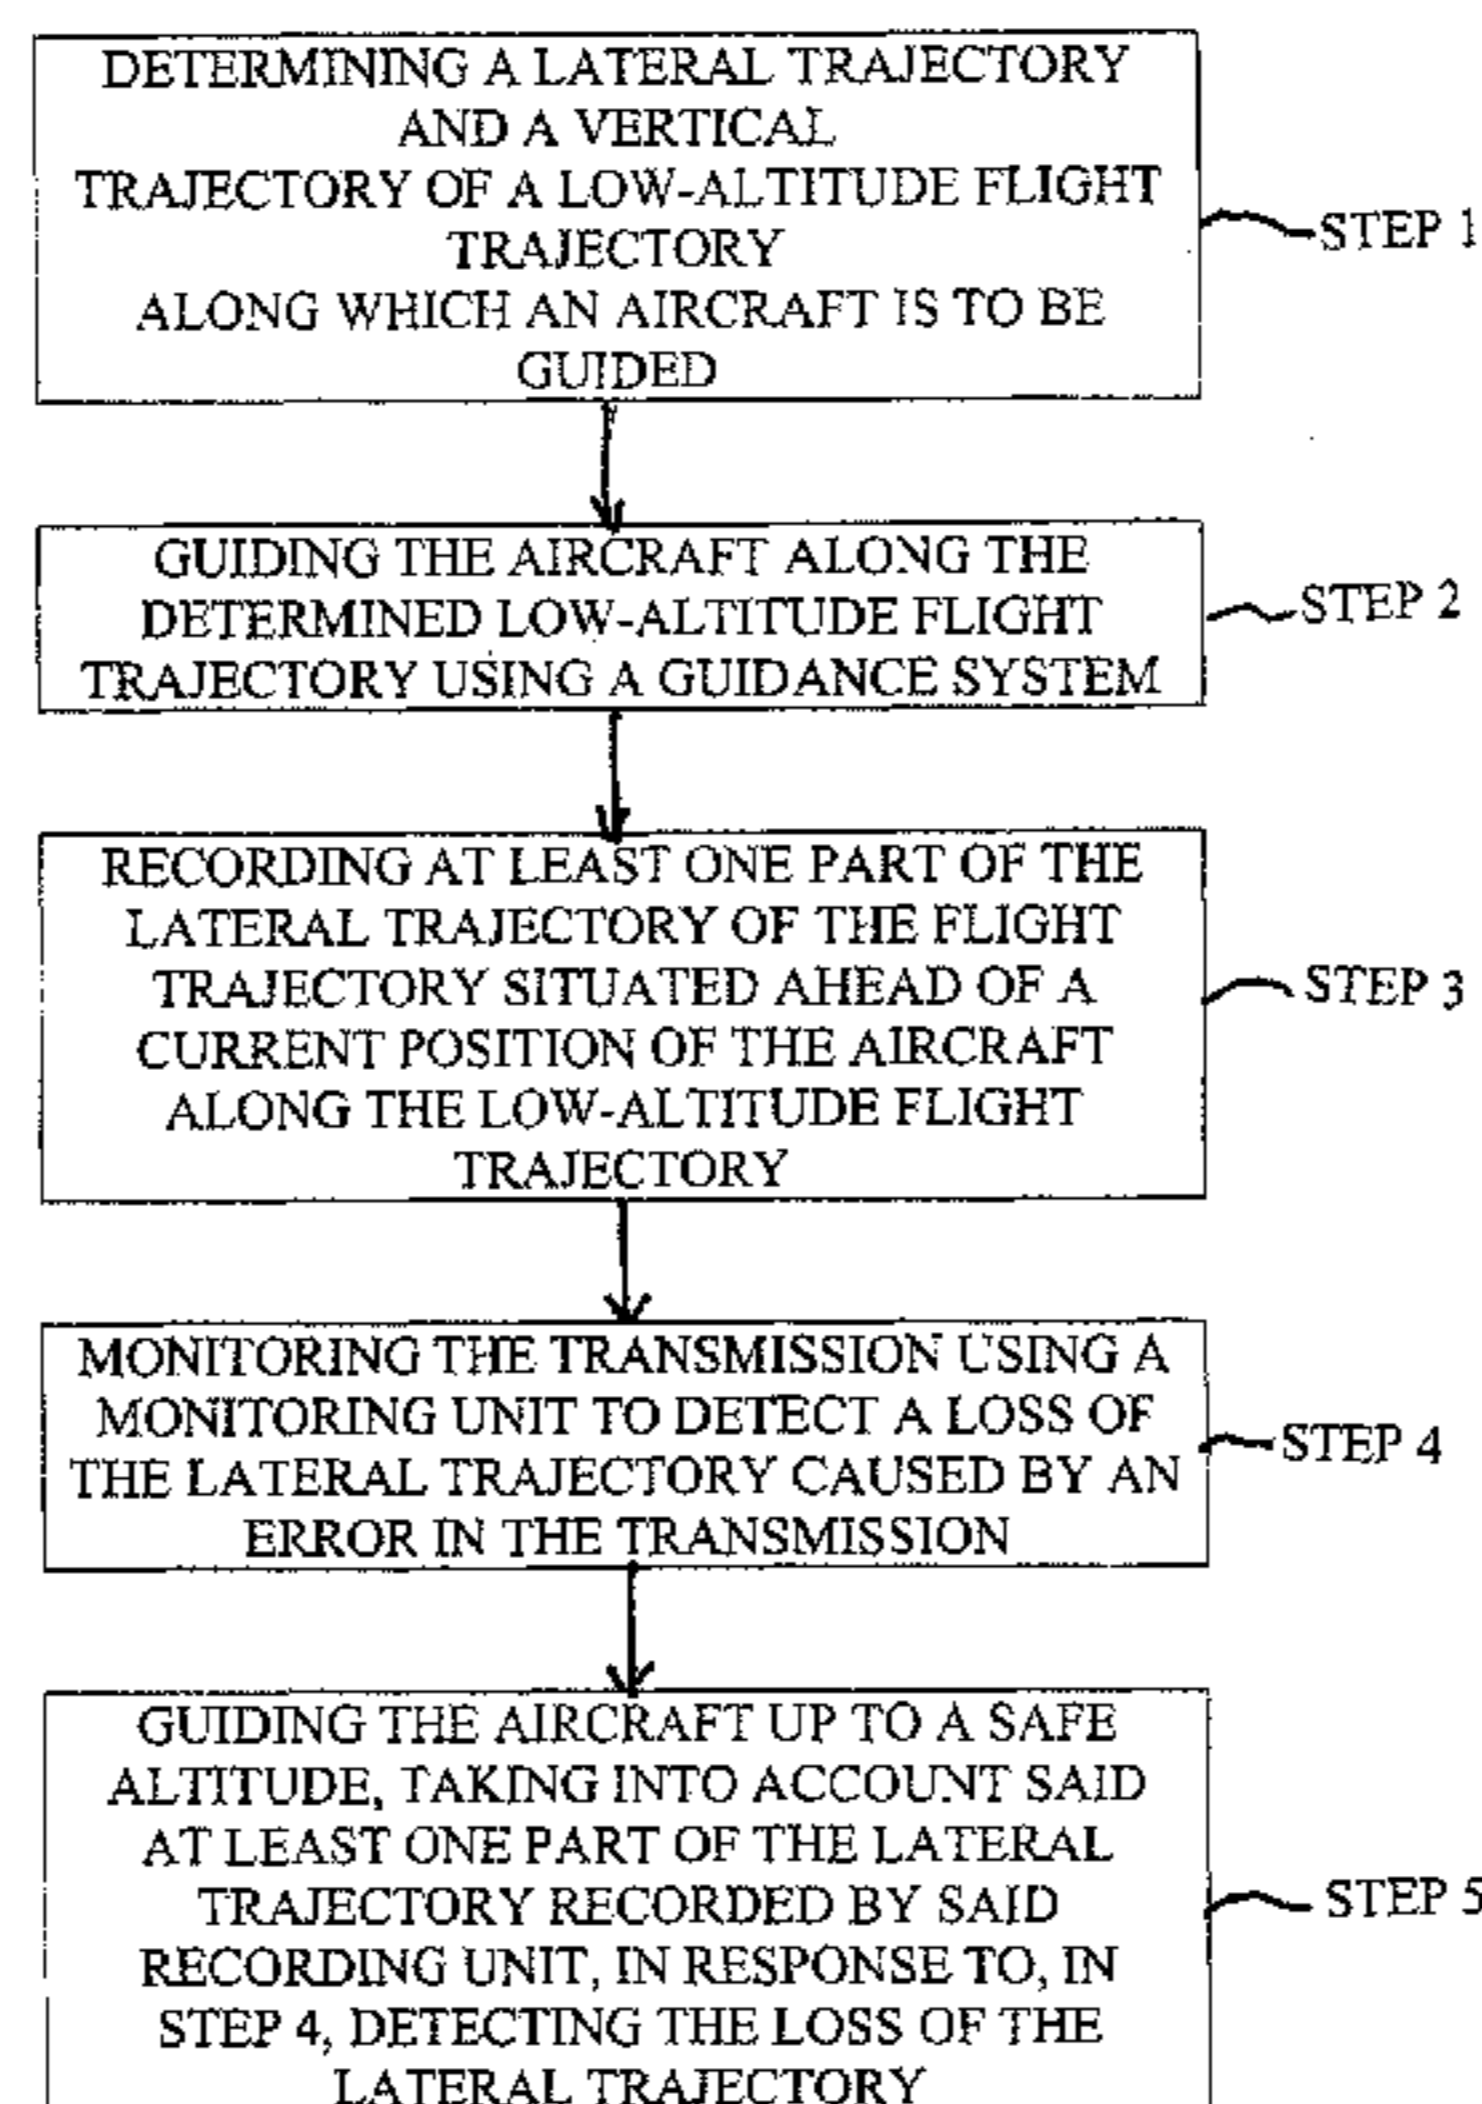 DETERMINING A LATERAL TRAJECTORY
AND A VERTICAL
TRAJECTORY OF A LOW-ALTITUDE FLIGHT
TRAJECTORY
ALONG WHICH AN AIRCRAFT IS TO BE
GUIDED
STEP 1
GUIDING THE AIRCRAFT ALONG THE
DETERMINED LOW-ALTITUDE FLIGHT
TRAJECTORY USING A GUIDANCE SYSTEM
STEP 2
RECORDING AT LEAST ONE PART OF THE
LATERAL TRAJECTORY OF THE FLIGHT
TRAJECTORY SITUATED AHEAD OF A
CURRENT POSITION OF THE AIRCRAFT
ALONG THE LOW-ALTITUDE FLIGHT
TRAJECTORY
STEP 3
MONITORING THE TRANSMISSION USING A
MONITORING UNIT TO DETECT A LOSS OF
THE LATERAL TRAJECTORY CAUSED BY AN
ERROR IN THE TRANSMISSION
STEP 4
GUIDING THE AIRCRAFT UP TO A SAFE
ALTITUDE, TAKING INTO ACCOUNT SAID
AT LEAST ONE PART OF THE LATERAL
TRAJECTORY RECORDED BY SAID
RECORDING UNIT, IN RESPONSE TO, IN
STEP 4, DETECTING THE LOSS OF THE
LATERAL TRAJECTORY
STEP 5